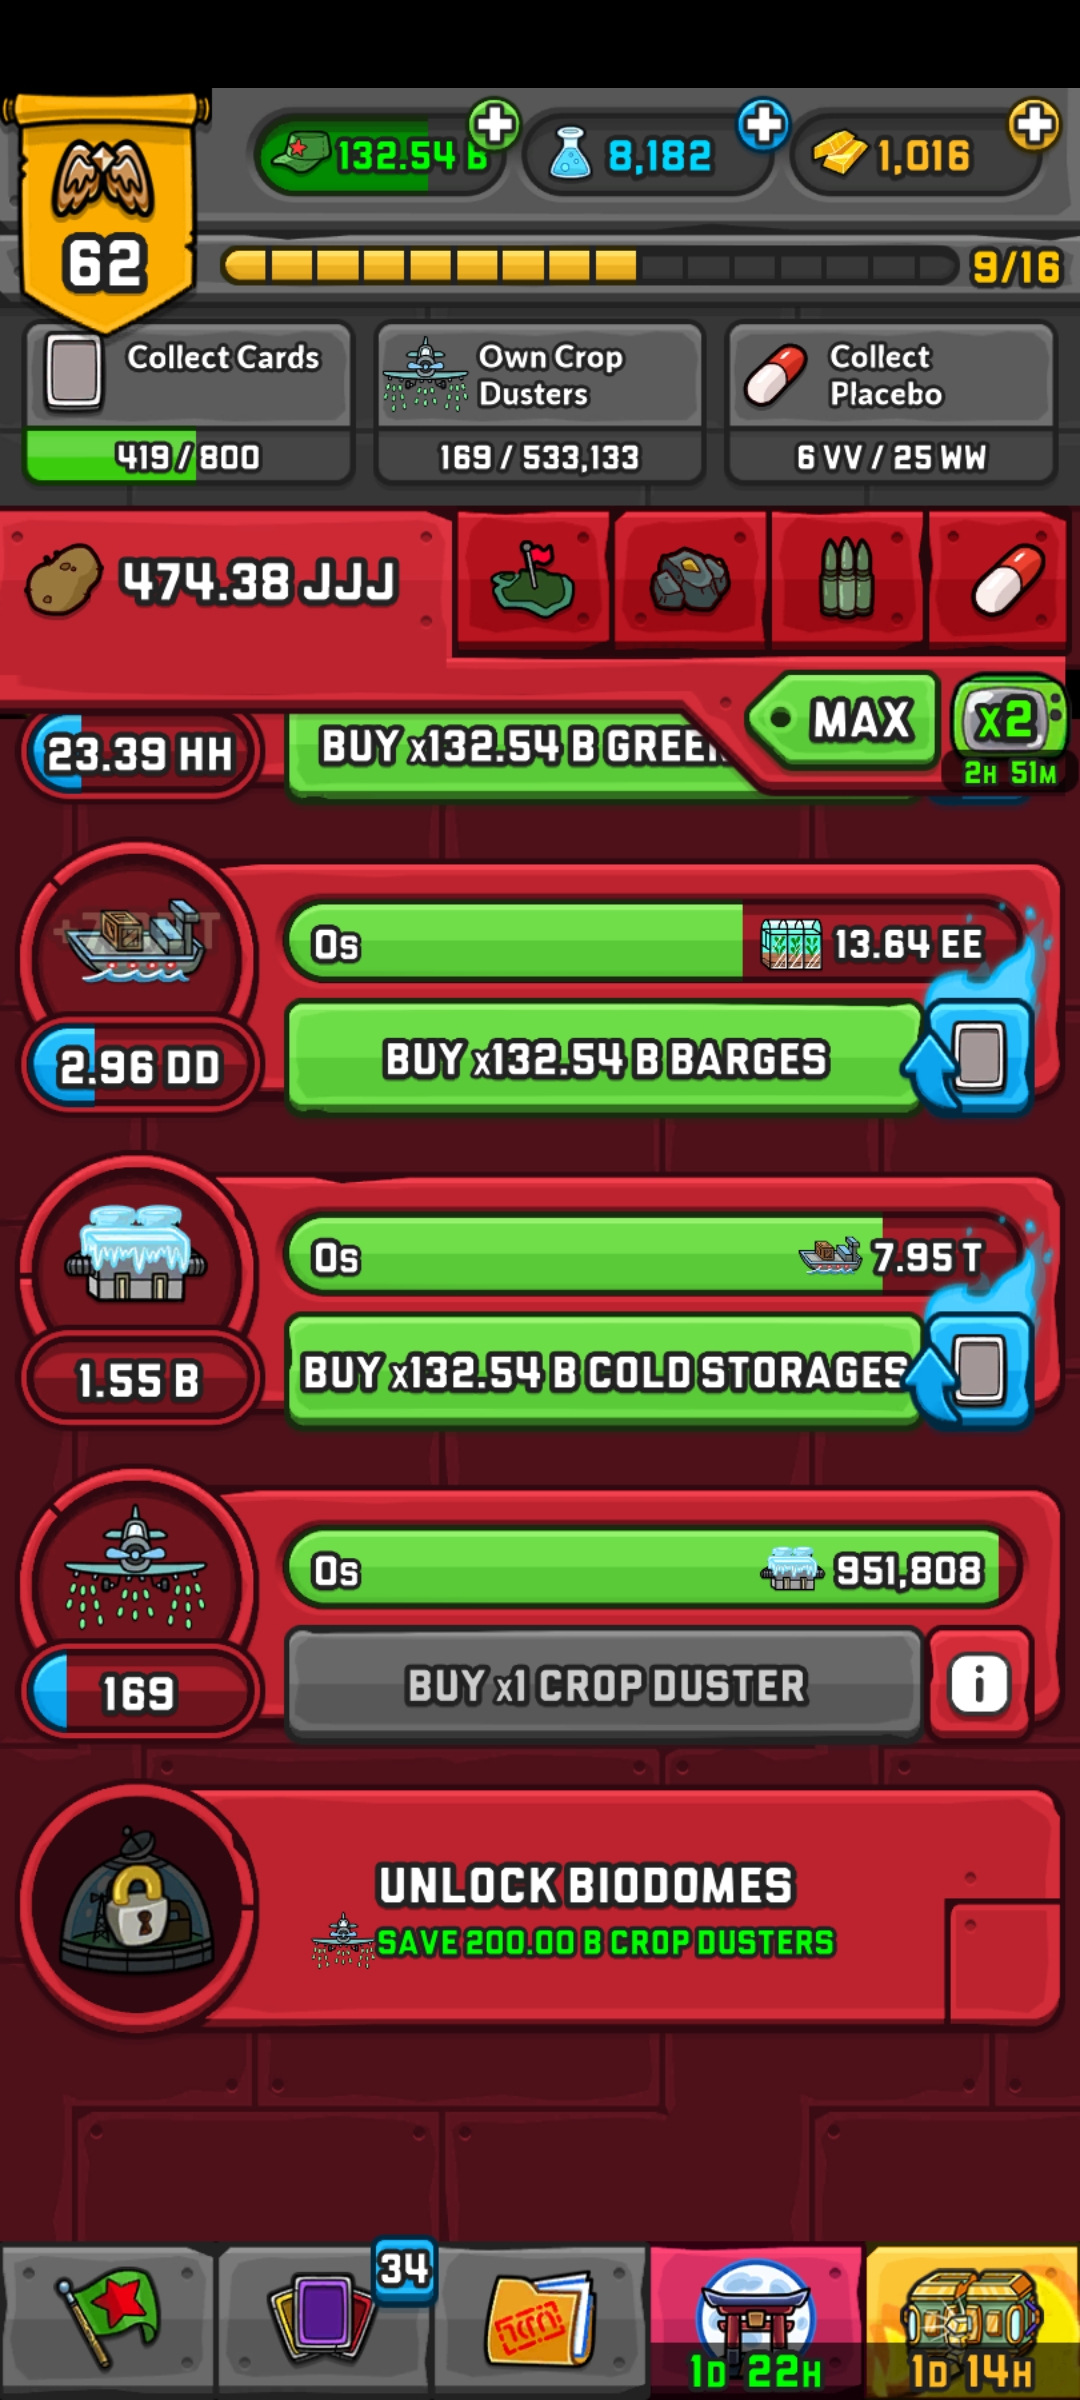 132.54 B
8,182
1,016
62
9/16
Collect Cards
419 / 800
Own Crop
Dusters
169 / 533,133
Collect
Placebo
6 VV / 25 WW
474.38 JJJ
MAX
x2
2H 51M
23.39 HH
BUY x132.54 B
0s
13.64 EE
2.96 DD
BUY x132.54 B BARGES
0s
7.95 T
1.55 B
BUY x132.54 B COLD STORAGES
0s
951,808
169
BUY x1 CROP DUSTER
i
UNLOCK BIODOMES
SAVE 200.00 B CROP DUSTERS
34
1D 22H
1D 14H